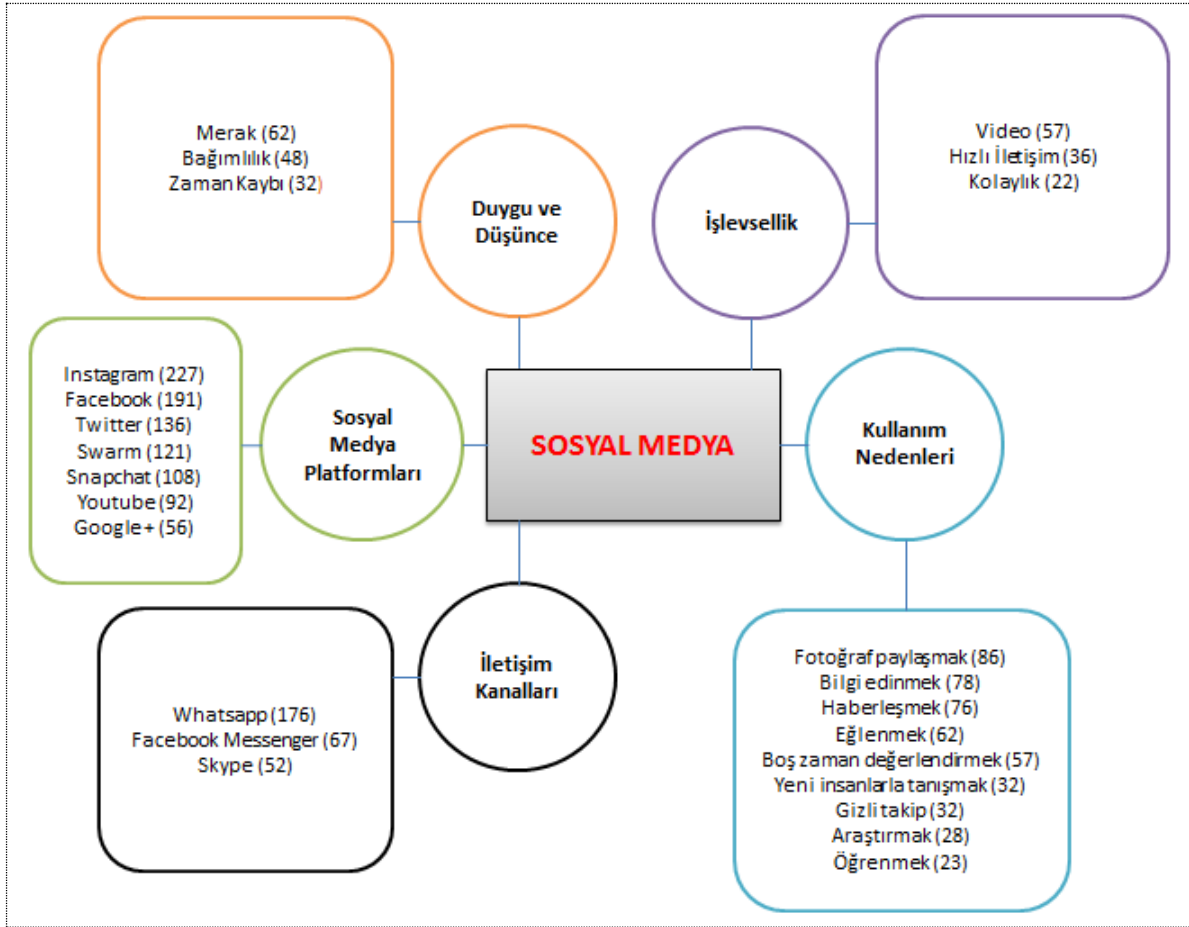 Merak (62)
Bağımlılık (48)
Zaman Kaybı (32)
Duygu ve
Düşünce
İşlevsellik
Video (57)
Hızlı İletişim (36)
Kolaylık (22)
Instagram (227)
Facebook (191)
Twitter (136)
Swarm (121)
Snapchat (108)
Youtube (92)
Google+ (56)
Sosyal
Medya
Platformları
SOSYAL MEDYA
Kullanım
Nedenleri
Whatsapp (176)
Facebook Messenger (67)
Skype (52)
İletişim
Kanalları
Fotoğraf paylaşmak (86)
Bilgi edinmek (78)
Haberleşmek (76)
Eğlenmek (62)
Boş zaman değerlendirmek (57)
Yeni insanlarla tanışmak (32)
Gizli takip (32)
Araştırmak (28)
Öğrenmek (23)